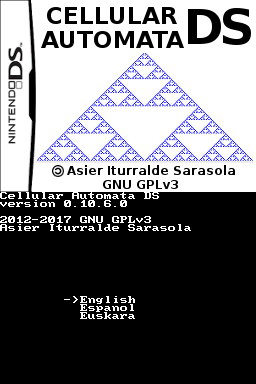 CELLULAR
AUTOMATA DS
NINTENDO DS
Asier Iturralde Sarasola
GNU GPLv3
Cellular Automata DS
version 0.10.6.0
2012-2017 GNU GPLv3
Asier Iturralde Sarasola
->English
Espanol
Euskara